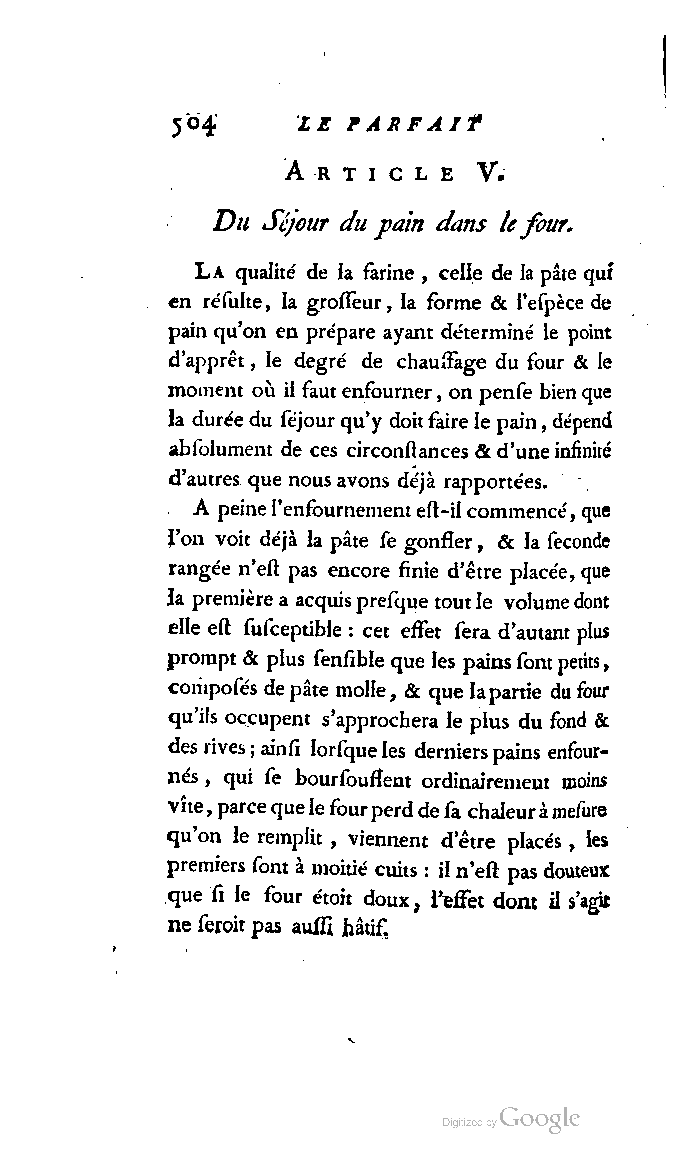 504 LE PARFAIT
ARTICLE V.
Du Séjour du pain dans le four.
LA qualité de la farine, celle de la pâte qui
en réſulte, la groſſeur, la forme & l'eſpèce de
pain qu'on en prépare ayant déterminé le point
d'apprêt, le degré de chauffage du four & le
moment où il faut enfourner, on penſe bien que
la durée du ſéjour qu'y doit faire le pain, dépend
abſolument de ces circonſtances & d'une infinité
d'autres que nous avons déjà rapportées.
A peine l'enfournement eſt-il commencé, que
l'on voit déjà la pâte ſe gonfler, & la ſeconde
rangée n'eſt pas encore finie d'être placée, que
la première a acquis preſque tout le volume dont
elle eſt ſuſceptible : cet effet ſera d'autant plus
prompt & plus ſenſible que les pains ſont petits,
compoſés de pâte molle, & que la partie du four
qu'ils occupent s'approchera le plus du fond &
des rives ; ainſi lorſque les derniers pains enfour-
nés, qui ſe bourſoufflent ordinairement moins
vîte, parce que le four perd de ſa chaleur à meſure
qu'on le remplit, viennent d'être placés, les
premiers ſont à moitié cuits : il n'eſt pas douteux
que ſi le four étoit doux, l'effet dont il s'agit
ne ſeroit pas auſſi hâtif.
Digitized by Google